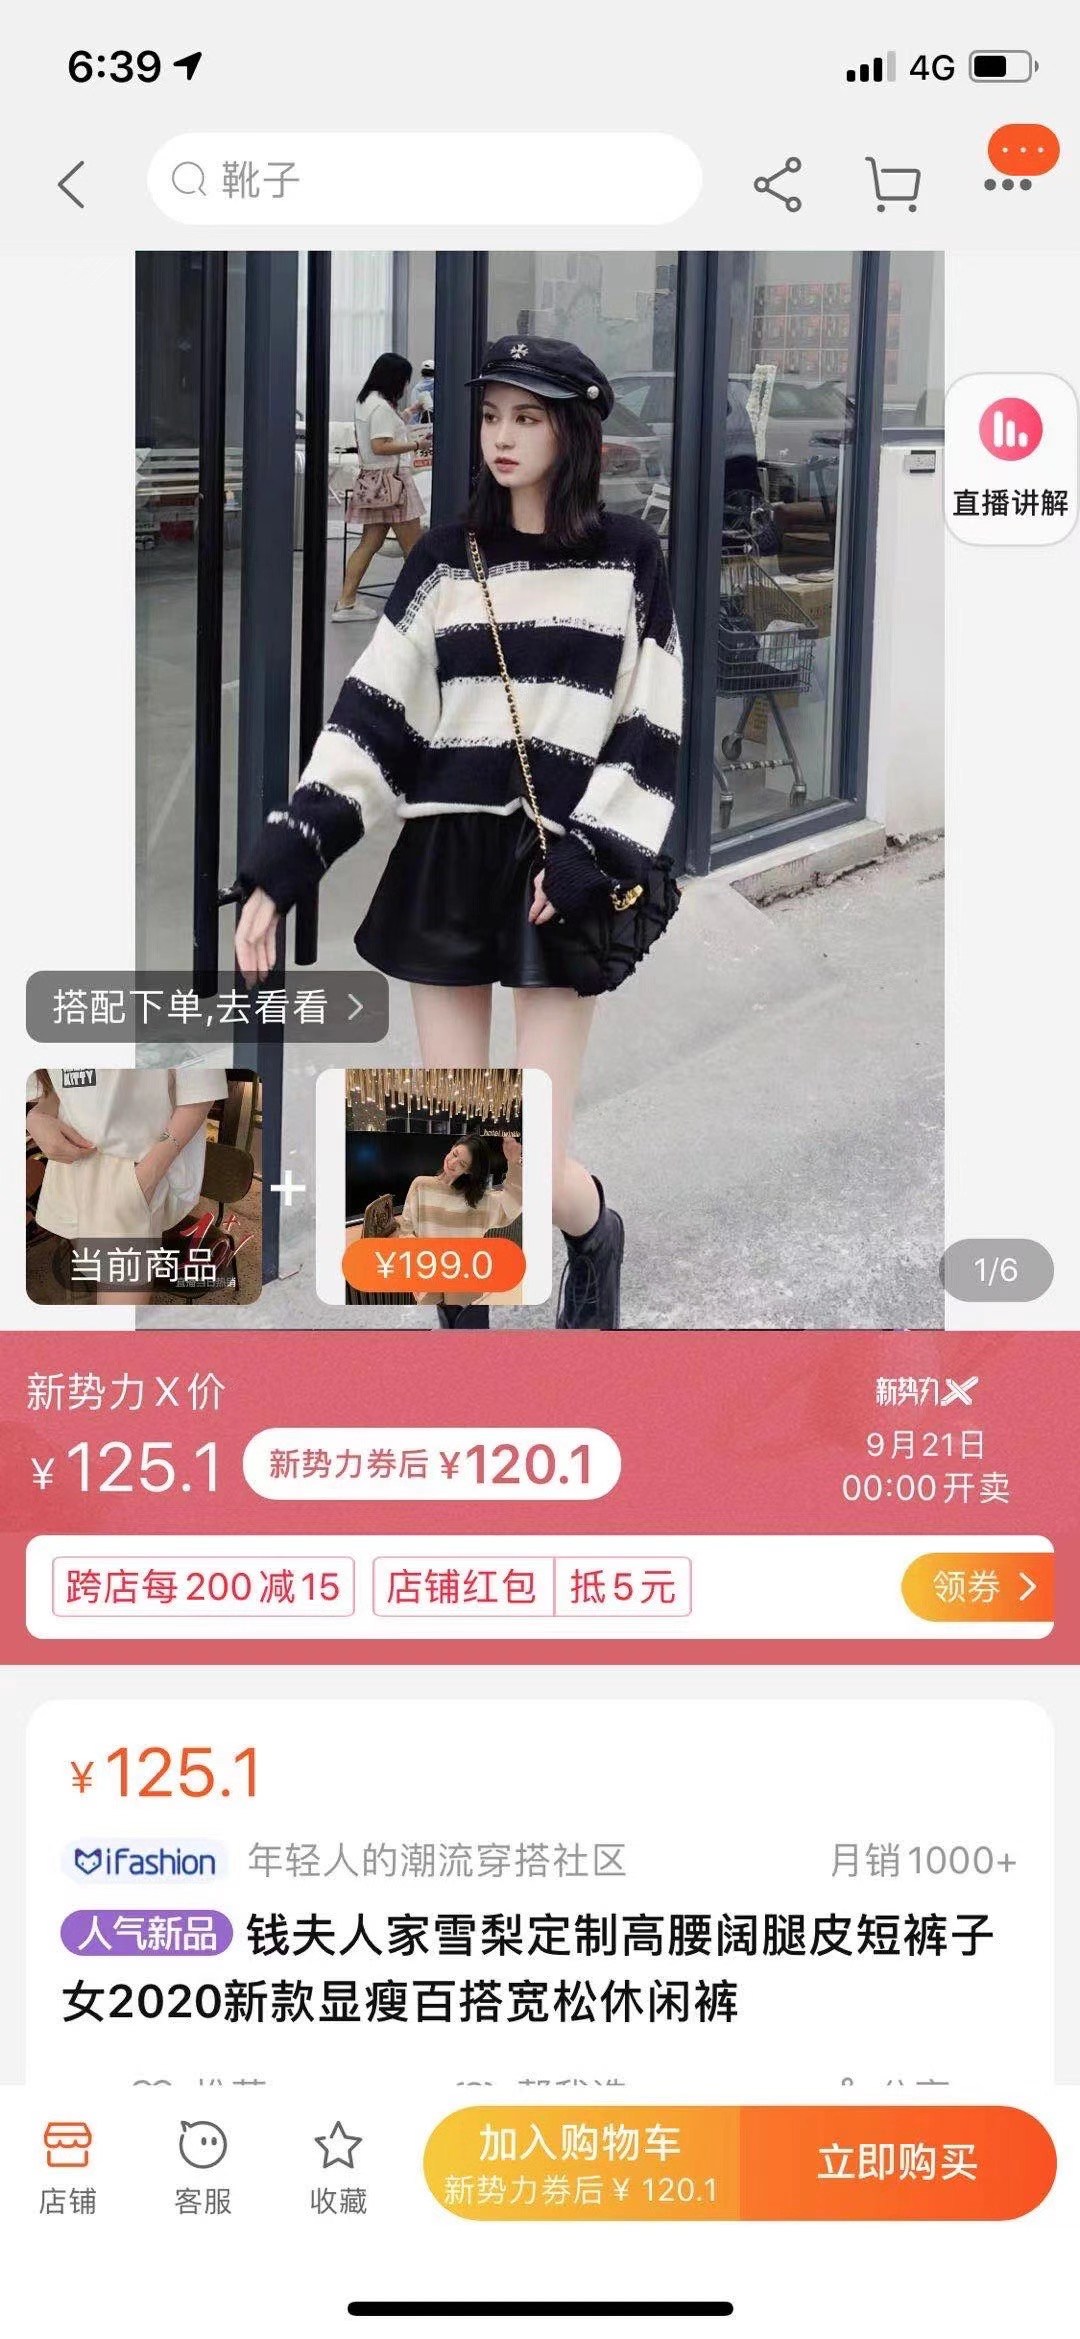 6:39
4G
靴子
直播讲解
搭配下单,去看看
KITTY
当前商品
¥199.0
1/6
新势力X价
新势力X
¥125.1
新势力券后¥120.1
9月21日
00:00开卖
跨店每200减15
店铺红包 抵5元
领券
¥125.1
iFashion 年轻人的潮流穿搭社区
月销1000+
人气新品 钱夫人家雪梨定制高腰阔腿皮短裤子
女2020新款显瘦百搭宽松休闲裤
店铺
客服
收藏
加入购物车
新势力券后¥120.1
立即购买